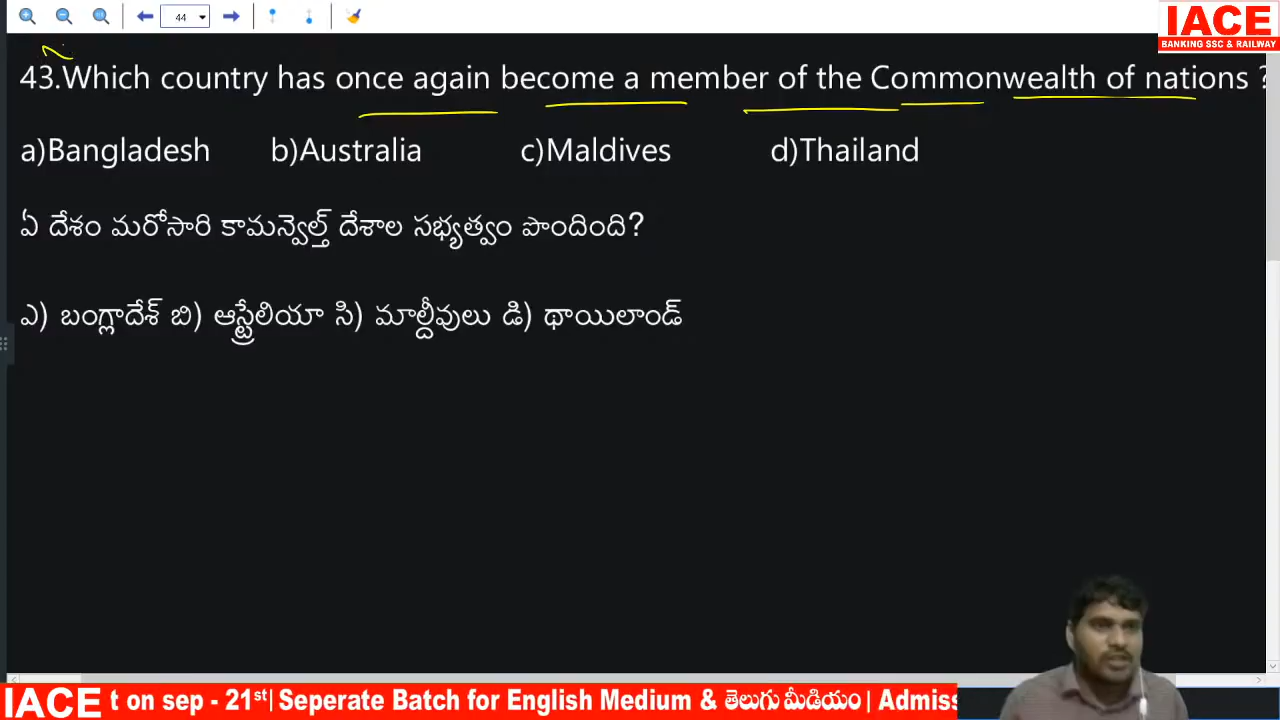 44
IACE
BANKING SSC & RAILWAY
43.Which country has once again become a member of the Commonwealth of nations ?
a)Bangladesh b)Australia c)Maldives d)Thailand
ఏ దేశం మరోసారి కామన్వెల్త్ దేశాల సభ్యత్వం పొందింది?
ఎ) బంగ్లాదేశ్ బి) ఆస్ట్రేలియా సి) మాల్దీవులు డి) థాయిలాండ్
IACE t on sep - 21st| Seperate Batch for English Medium & తెలుగు మీడియం| Admiss